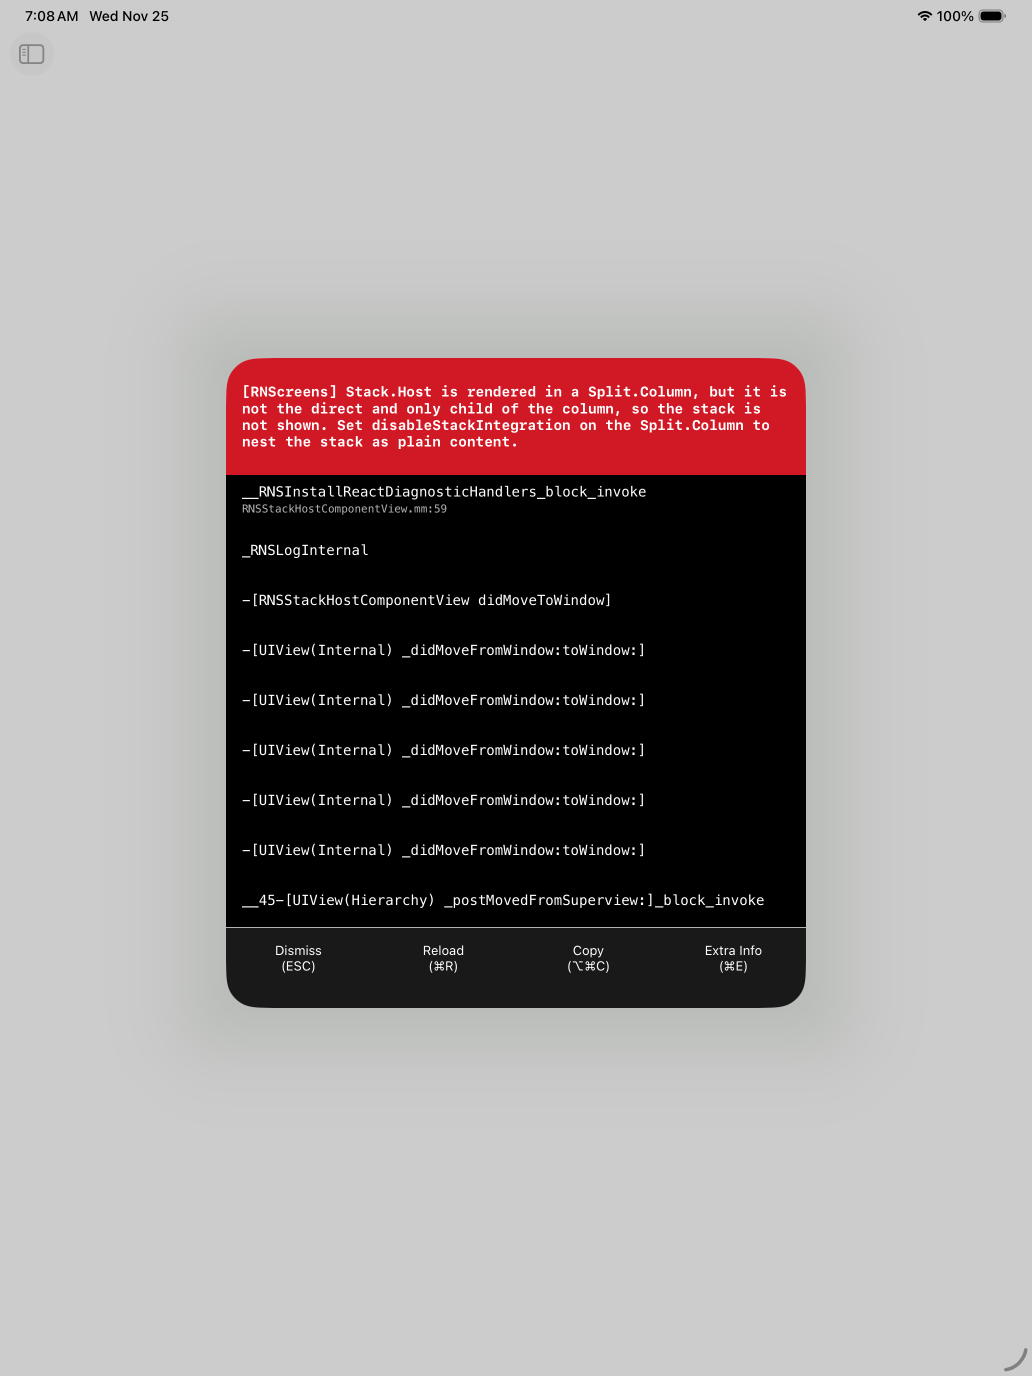 7:08 AM Wed Nov 25
100%
[RNScreens] Stack.Host is rendered in a Split.Column, but it is
not the direct and only child of the column, so the stack is
not shown. Set disableStackIntegration on the Split.Column to
nest the stack as plain content.
__RNSInstallReactDiagnosticHandlers_block_invoke
RNSStackHostComponentView.mm:59
_RNSLogInternal
-[RNSStackHostComponentView didMoveToWindow]
-[UIView(Internal) _didMoveFromWindow:toWindow:]
-[UIView(Internal) _didMoveFromWindow:toWindow:]
-[UIView(Internal) _didMoveFromWindow:toWindow:]
-[UIView(Internal) _didMoveFromWindow:toWindow:]
-[UIView(Internal) _didMoveFromWindow:toWindow:]
__45-[UIView(Hierarchy) _postMovedFromSuperview:]_block_invoke
Dismiss Reload Copy Extra Info
(ESC) (⌘R) (⌥⌘C) (⌘E)